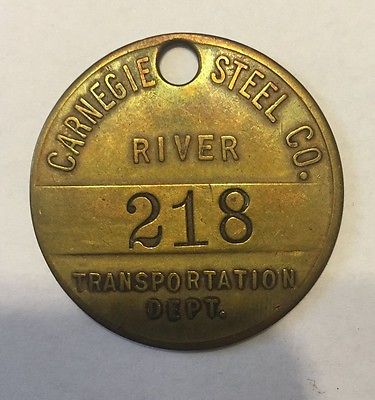 CARNEGIE STEEL CO.
RIVER
218
TRANSPORTATION
DEPT.